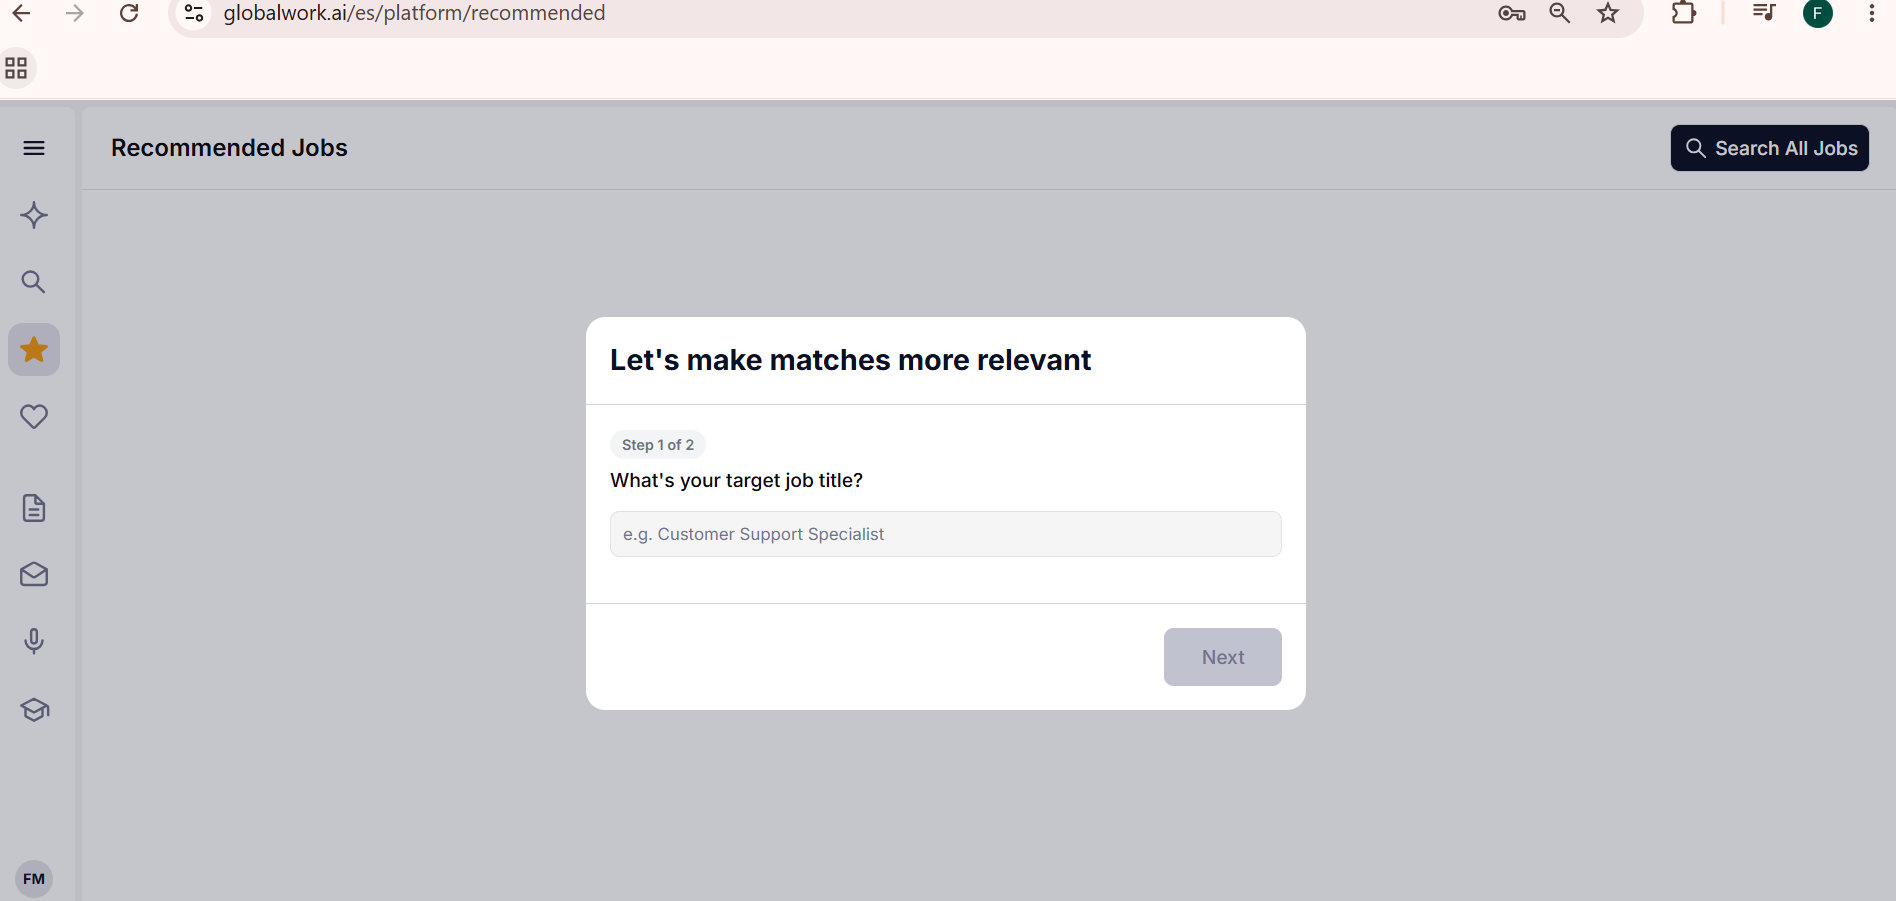 globalwork.ai/es/platform/recommended
F
Recommended Jobs
Search All Jobs
Let's make matches more relevant
Step 1 of 2
What's your target job title?
e.g. Customer Support Specialist
Next
FM